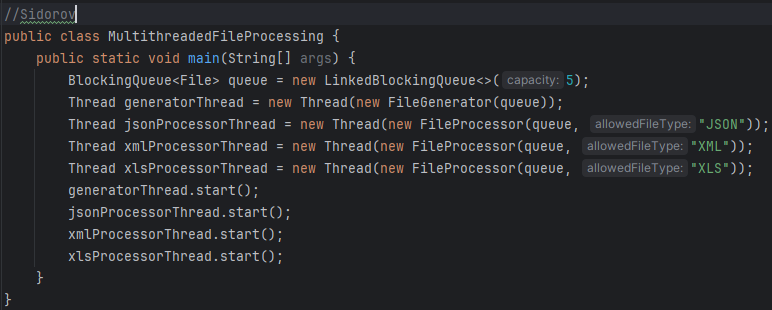 //Sidorov
public class MultithreadedFileProcessing {
    public static void main(String[] args) {
        BlockingQueue<File> queue = new LinkedBlockingQueue<>( capacity: 5);
        Thread generatorThread = new Thread(new FileGenerator(queue));
        Thread jsonProcessorThread = new Thread(new FileProcessor(queue, allowedFileType: "JSON"));
        Thread xmlProcessorThread = new Thread(new FileProcessor(queue, allowedFileType: "XML"));
        Thread xlsProcessorThread = new Thread(new FileProcessor(queue, allowedFileType: "XLS"));
        generatorThread.start();
        jsonProcessorThread.start();
        xmlProcessorThread.start();
        xlsProcessorThread.start();
    }
}